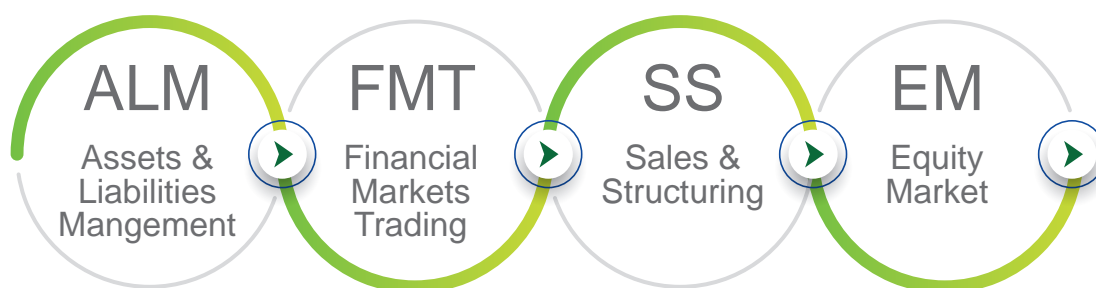 ALM
Assets &
Liabilities
Mangement
FMT
Financial
Markets
Trading
SS
Sales &
Structuring
EM
Equity
Market